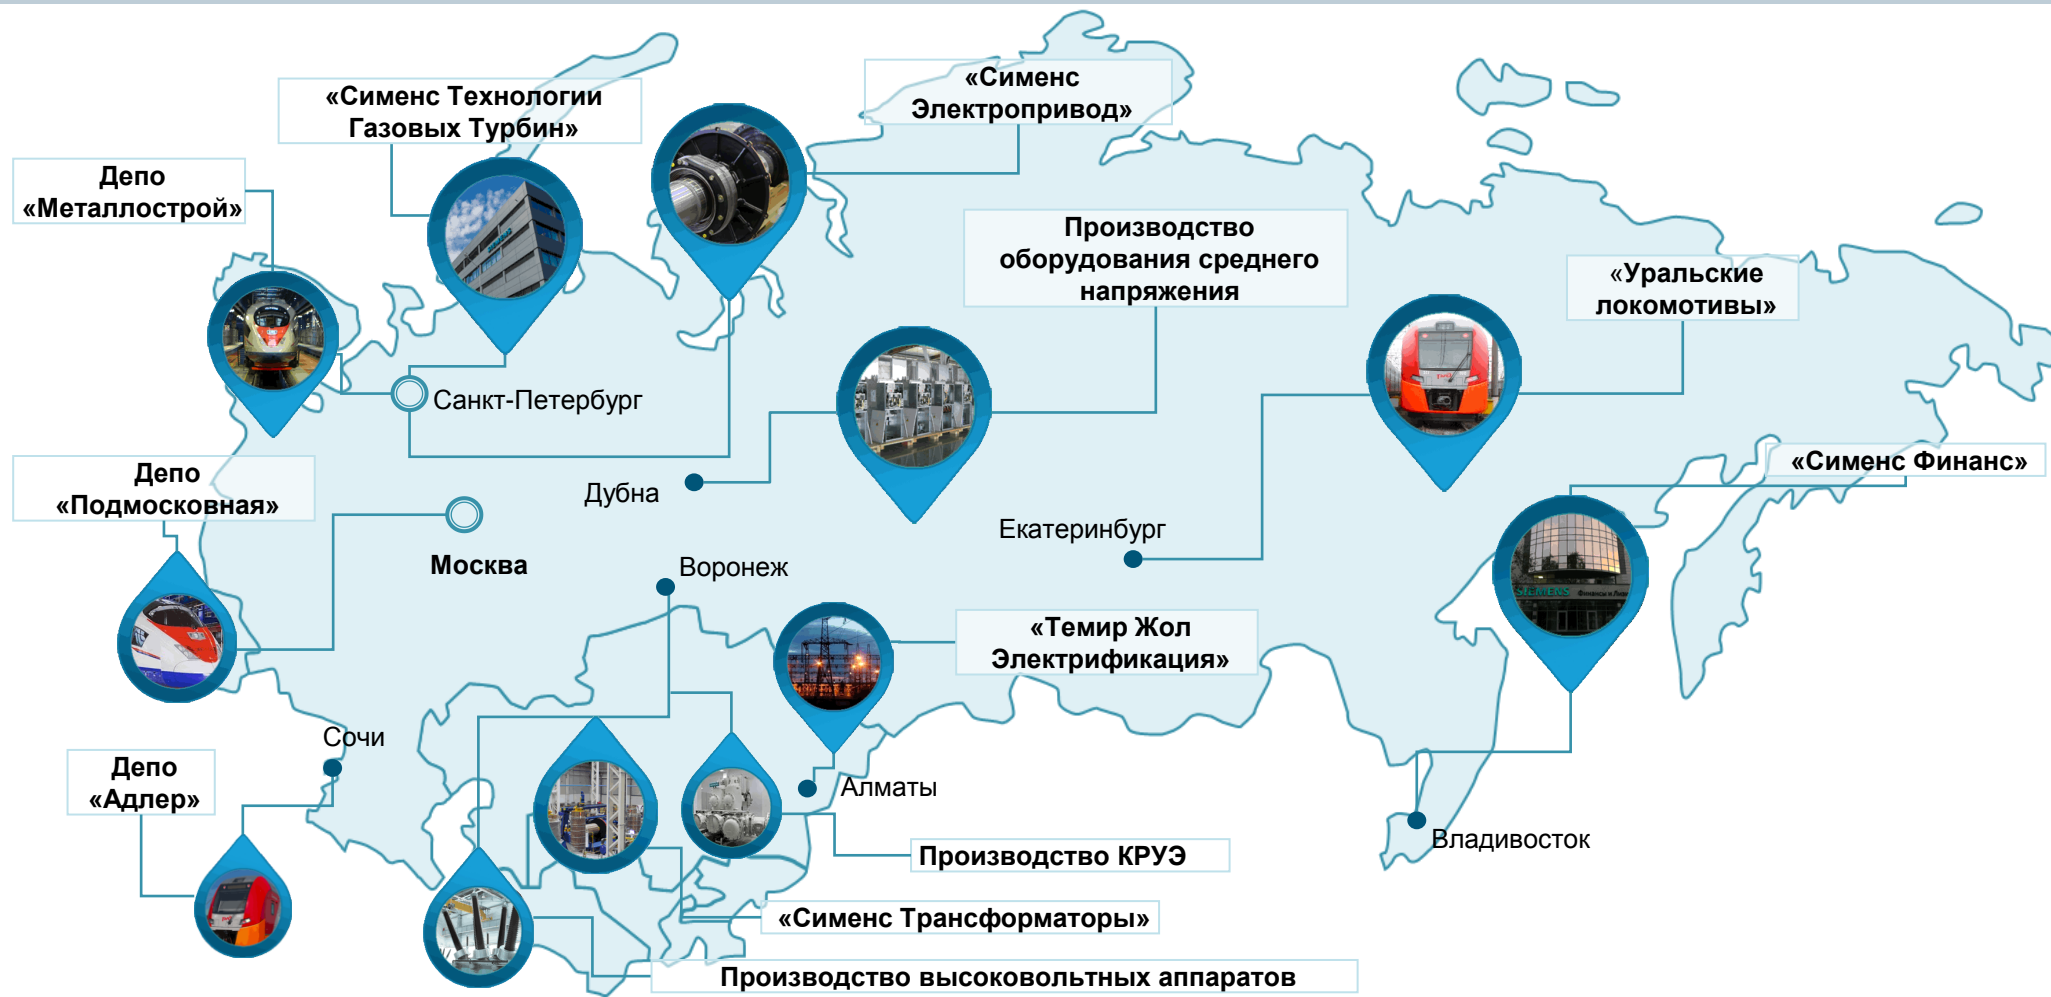 «Сименс Технологии
Газовых Турбин»
«Сименс
Электропривод»
Депо
«Металлострой»
Производство
оборудования среднего
напряжения
«Уральские
локомотивы»
Санкт-Петербург
«Сименс Финанс»
Депо
«Подмосковная»
Дубна
Екатеринбург
Москва
Воронеж
SIEMENS
«Темир Жол
Электрификация»
Сочи
Депо
«Адлер»
Алматы
Владивосток
Производство КРУЭ
«Сименс Трансформаторы»
Производство высоковольтных аппаратов